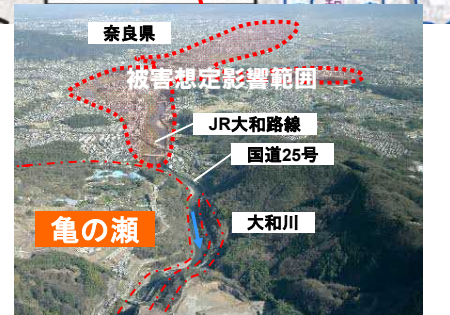 奈良県
被害想定影響範囲
JR大和路線
国道25号
亀の瀬
大和川